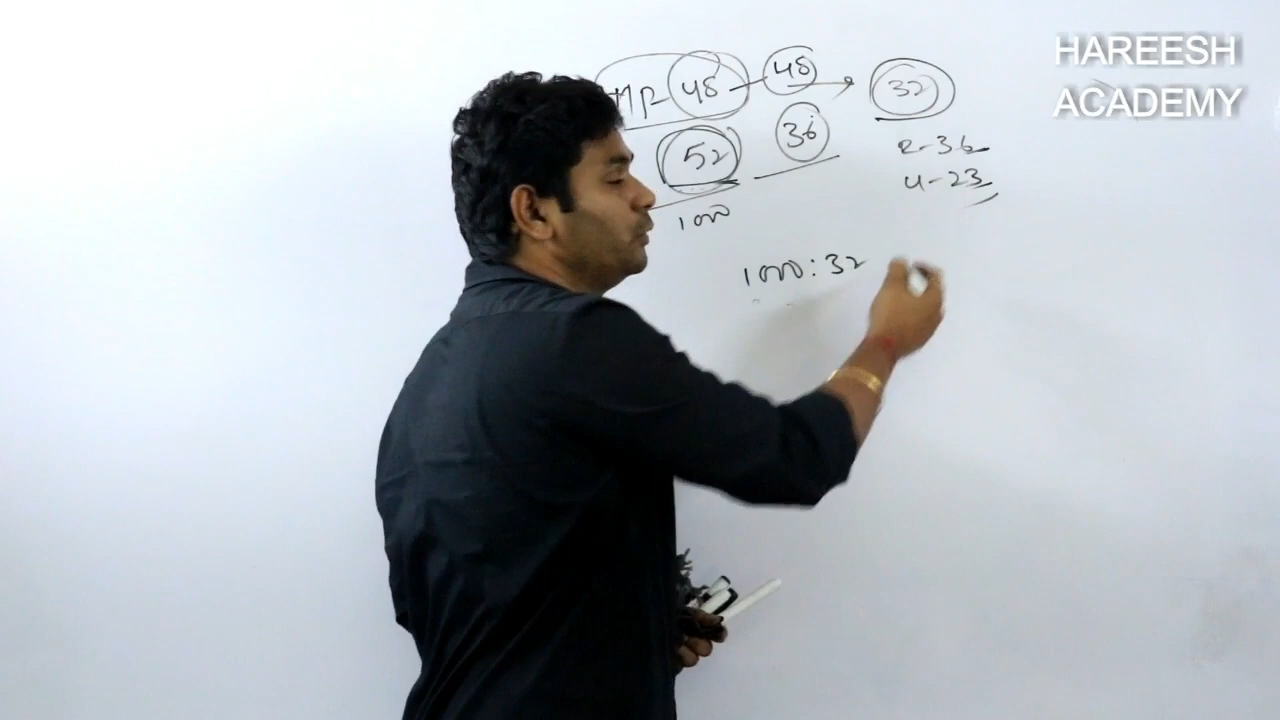 HAREESH
ACADEMY
MP 48 48 32
52 36
R-36
U-23
1000
1000:32